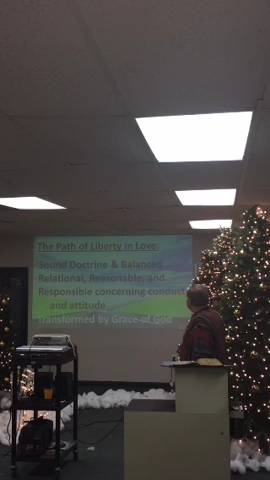 The Path of Liberty in Love:
Sound Doctrine & Balanced
Relational, Reasonable, and
Responsible concerning conduct
and attitude
Transformed by Grace of God